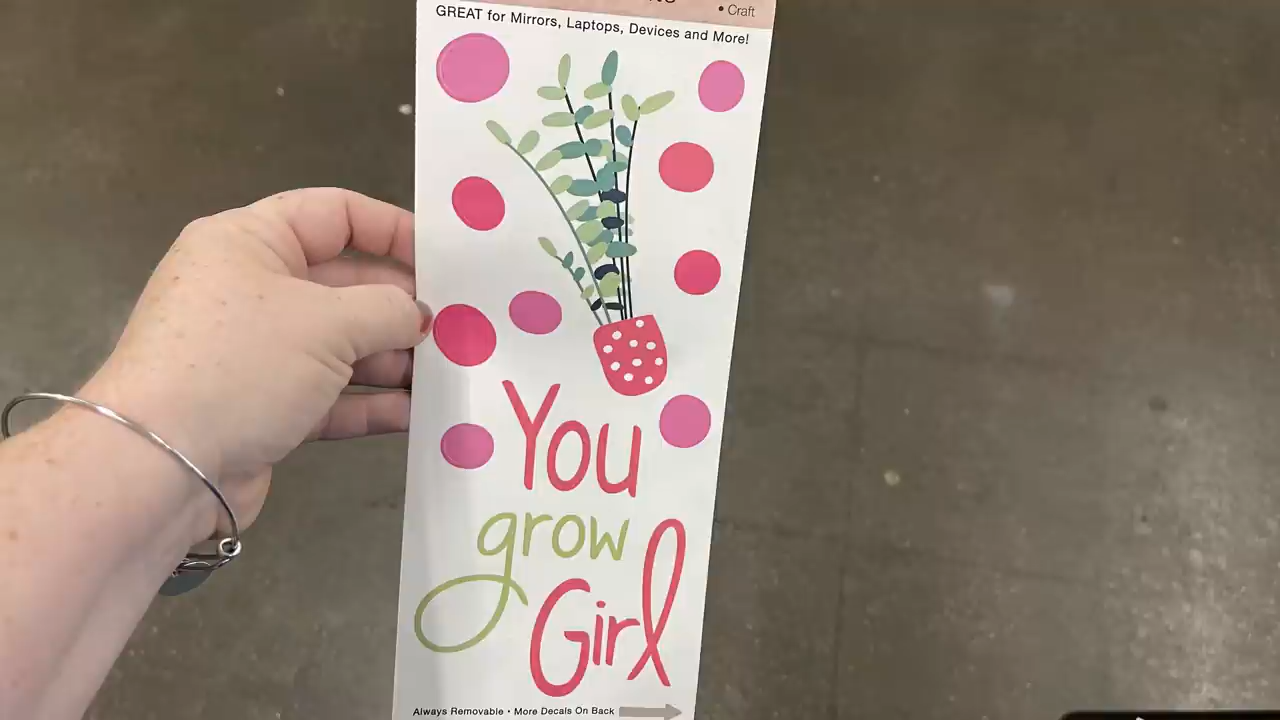 • Craft
GREAT for Mirrors, Laptops, Devices and More!
You
grow
Girl
Always Removable • More Decals On Back